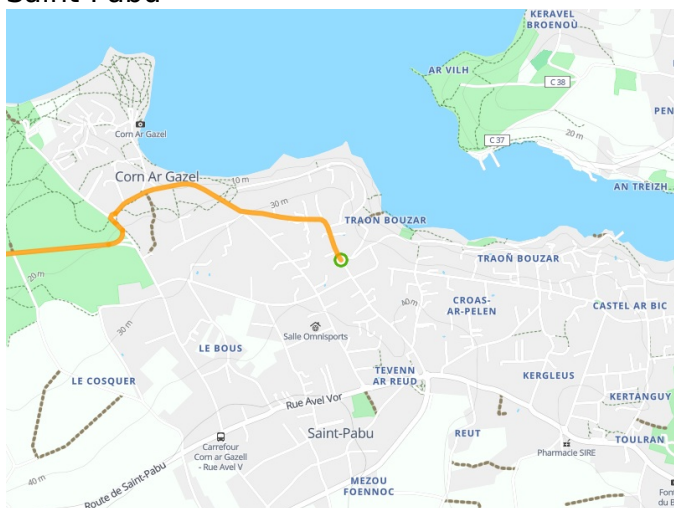 KERAVEL
BROENOÙ
AR VILH
C 38
C 37
20 m
Corn Ar Gazel
Corn Ar Gazel
10 m
30 m
TRAON BOUZAR
AN TREIZH
TRAOÑ BOUZAR
20 m
40 m
CROAS-
AR-PELEN
CASTEL AR BIC
30 m
Salle Omnisports
LE BOUS
TEVENN
AR REUD
KERGLEUS
LE COSQUER
KERTANGUY
Rue Avel Vor
Saint-Pabu
REUT
TOULRAN
Carrefour
Corn ar Gazell
- Rue Avel V
Pharmacie SIRE
Route de Saint-Pabu
40 m
MEZOU
FOENNOC